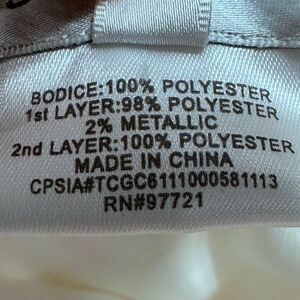 BODICE:100% POLYESTER
1st LAYER:98% POLYESTER
2% METALLIC
2nd LAYER:100% POLYESTER
MADE IN CHINA
CPSIA#TCGC6111000581113
RN#97721